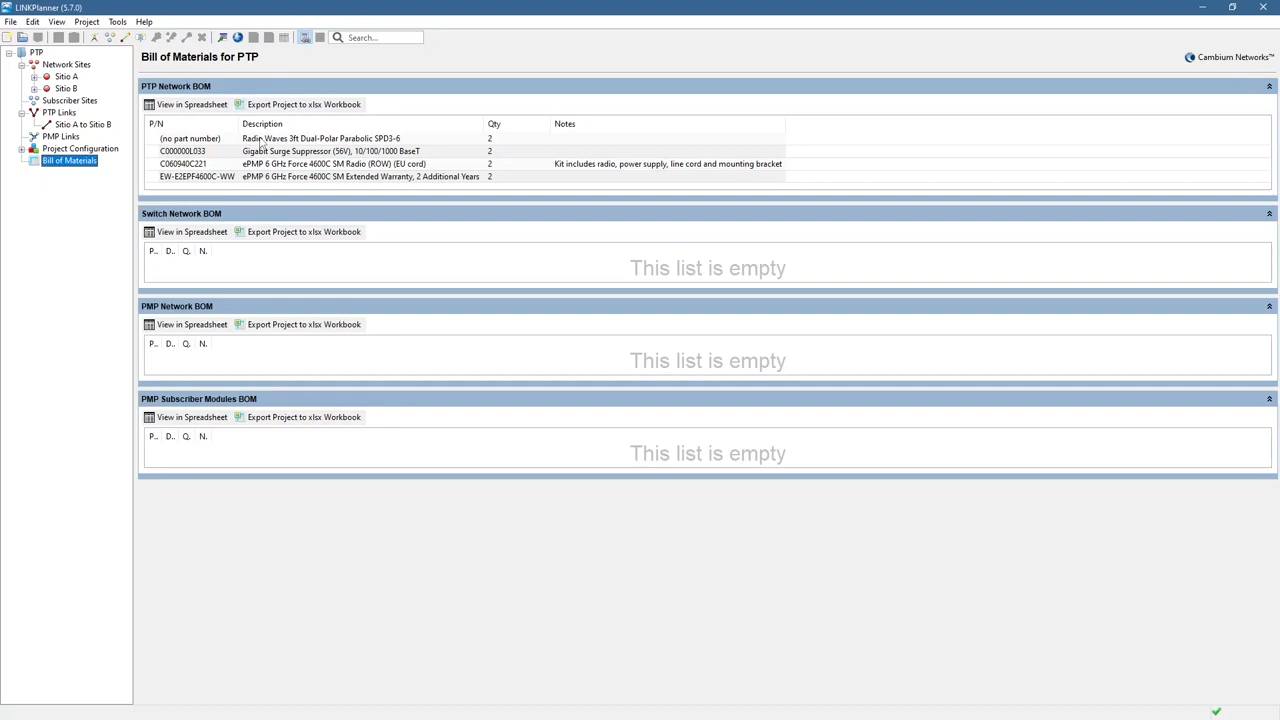 LINKPlanner (5.7.0)
File Edit View Project Tools Help
Search...
PTP
Network Sites
Sitio A
Sitio B
Subscriber Sites
PTP Links
Sitio A to Sitio B
PMP Links
Project Configuration
Bill of Materials
Bill of Materials for PTP
Cambium Networks™
PTP Network BOM
View in Spreadsheet Export Project to xlsx Workbook
P/N Description Qty Notes
(no part number) Radio Waves 3ft Dual-Polar Parabolic SPD3-6 2
C000000L033 Gigabit Surge Suppressor (56V), 10/100/1000 BaseT 2
C060940C221 ePMP 6 GHz Force 4600C SM Radio (ROW) (EU cord) 2 Kit includes radio, power supply, line cord and mounting bracket
EW-E2EPF4600C-WW ePMP 6 GHz Force 4600C SM Extended Warranty, 2 Additional Years 2
Switch Network BOM
View in Spreadsheet Export Project to xlsx Workbook
P.. D.. Q. N.
This list is empty
PMP Network BOM
View in Spreadsheet Export Project to xlsx Workbook
P.. D.. Q. N.
This list is empty
PMP Subscriber Modules BOM
View in Spreadsheet Export Project to xlsx Workbook
P.. D.. Q. N.
This list is empty